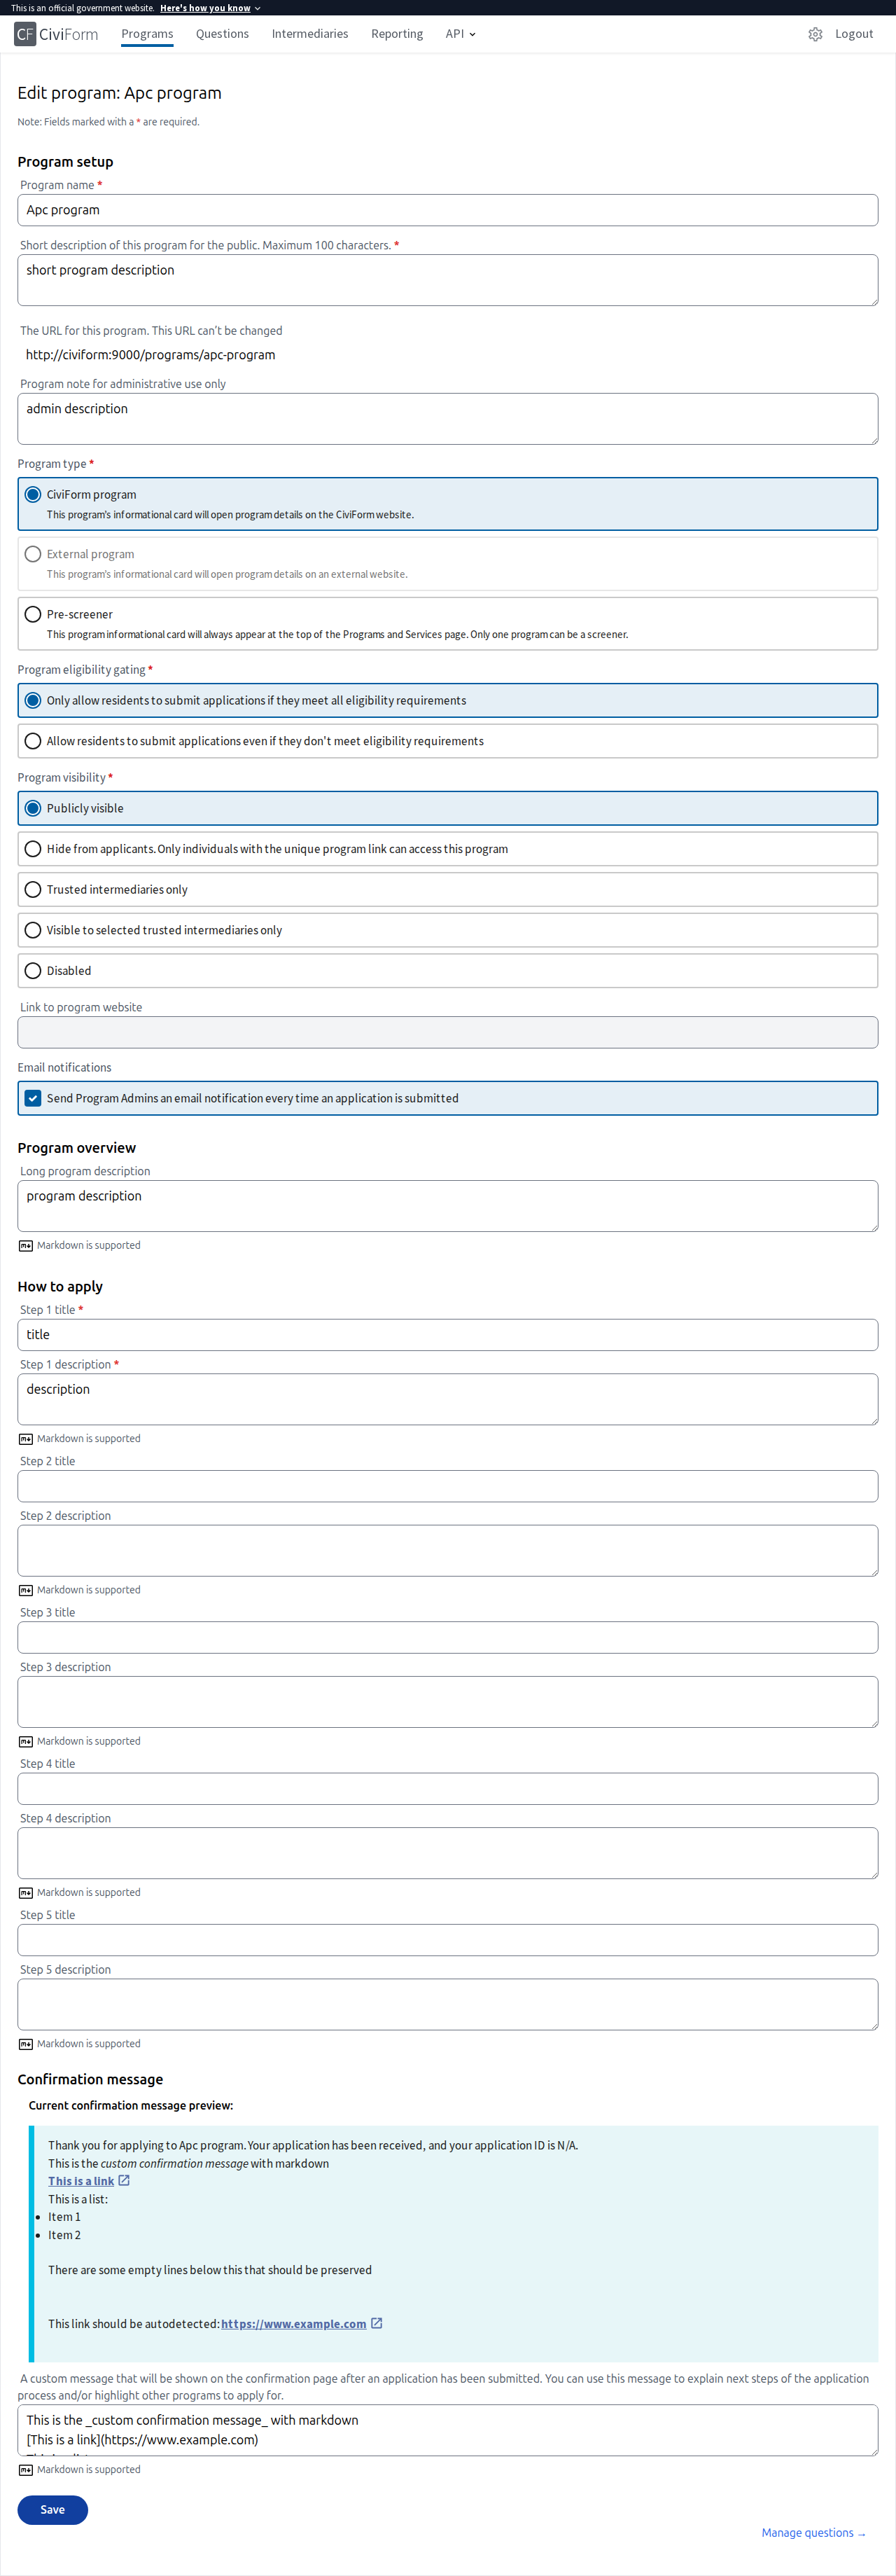 This is an official government website. Here's how you know
CF CiviForm Programs Questions Intermediaries Reporting API Logout
Edit program: Apc program
Note: Fields marked with a * are required.
Program setup
Program name *
Apc program
Short description of this program for the public. Maximum 100 characters. *
short program description
The URL for this program. This URL can't be changed
http://civiform:9000/programs/apc-program
Program note for administrative use only
admin description
Program type *
CiviForm program
This program's informational card will open program details on the CiviForm website.
External program
This program's informational card will open program details on an external website.
Pre-screener
This program informational card will always appear at the top of the Programs and Services page. Only one program can be a screener.
Program eligibility gating *
Only allow residents to submit applications if they meet all eligibility requirements
Allow residents to submit applications even if they don't meet eligibility requirements
Program visibility *
Publicly visible
Hide from applicants. Only individuals with the unique program link can access this program
Trusted intermediaries only
Visible to selected trusted intermediaries only
Disabled
Link to program website
Email notifications
Send Program Admins an email notification every time an application is submitted
Program overview
Long program description
program description
Markdown is supported
How to apply
Step 1 title *
title
Step 1 description *
description
Markdown is supported
Step 2 title
Step 2 description
Markdown is supported
Step 3 title
Step 3 description
Markdown is supported
Step 4 title
Step 4 description
Markdown is supported
Step 5 title
Step 5 description
Markdown is supported
Confirmation message
Current confirmation message preview:
Thank you for applying to Apc program. Your application has been received, and your application ID is N/A.
This is the custom confirmation message with markdown
This is a link
This is a list:
• Item 1
• Item 2
There are some empty lines below this that should be preserved
This link should be autodetected: https://www.example.com
A custom message that will be shown on the confirmation page after an application has been submitted. You can use this message to explain next steps of the application
process and/or highlight other programs to apply for.
This is the _custom confirmation message_ with markdown
[This is a link](https://www.example.com)
Markdown is supported
Save
Manage questions →